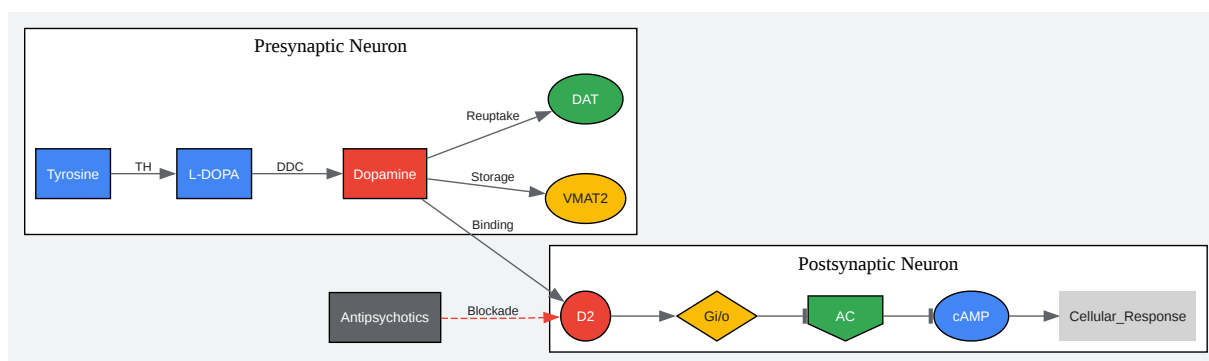 Presynaptic Neuron
DAT
Reuptake
Tyrosine
TH
L-DOPA
DDC
Dopamine
Storage
VMAT2
Binding
Postsynaptic Neuron
Antipsychotics
Blockade
D2
Gi/o
AC
cAMP
Cellular_Response